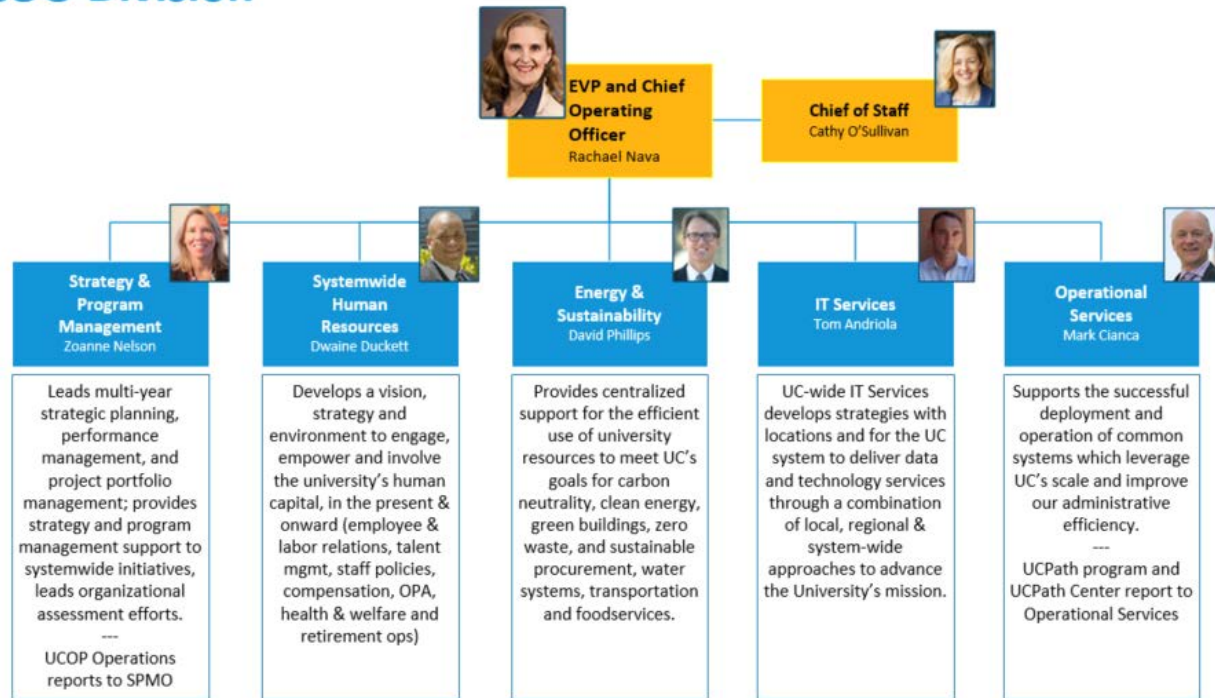 EVP and Chief
Operating
Officer
Rachael Nava
Chief of Staff
Cathy O'Sullivan
Strategy &
Program
Management
Zoanne Nelson
Leads multi-year
strategic planning,
performance
management, and
project portfolio
management; provides
strategy and program
management support to
systemwide initiatives,
leads organizational
assessment efforts.
---
UCOP Operations
reports to SPMO
Systemwide
Human
Resources
Dwaine Duckett
Develops a vision,
strategy and
environment to engage,
empower and involve
the university's human
capital, in the present &
onward (employee &
labor relations, talent
mgmt, staff policies,
compensation, OPA,
health & welfare and
retirement ops)
Energy &
Sustainability
David Phillips
Provides centralized
support for the efficient
use of university
resources to meet UC's
goals for carbon
neutrality, clean energy,
green buildings, zero
waste, and sustainable
procurement, water
systems, transportation
and foodservices.
IT Services
Tom Andriola
UC-wide IT Services
develops strategies with
locations and for the UC
system to deliver data
and technology services
through a combination
of local, regional &
system-wide
approaches to advance
the University's mission.
Operational
Services
Mark Cianca
Supports the successful
deployment and
operation of common
systems which leverage
UC's scale and improve
our administrative
efficiency.
---
UCPath program and
UCPath Center report to
Operational Services